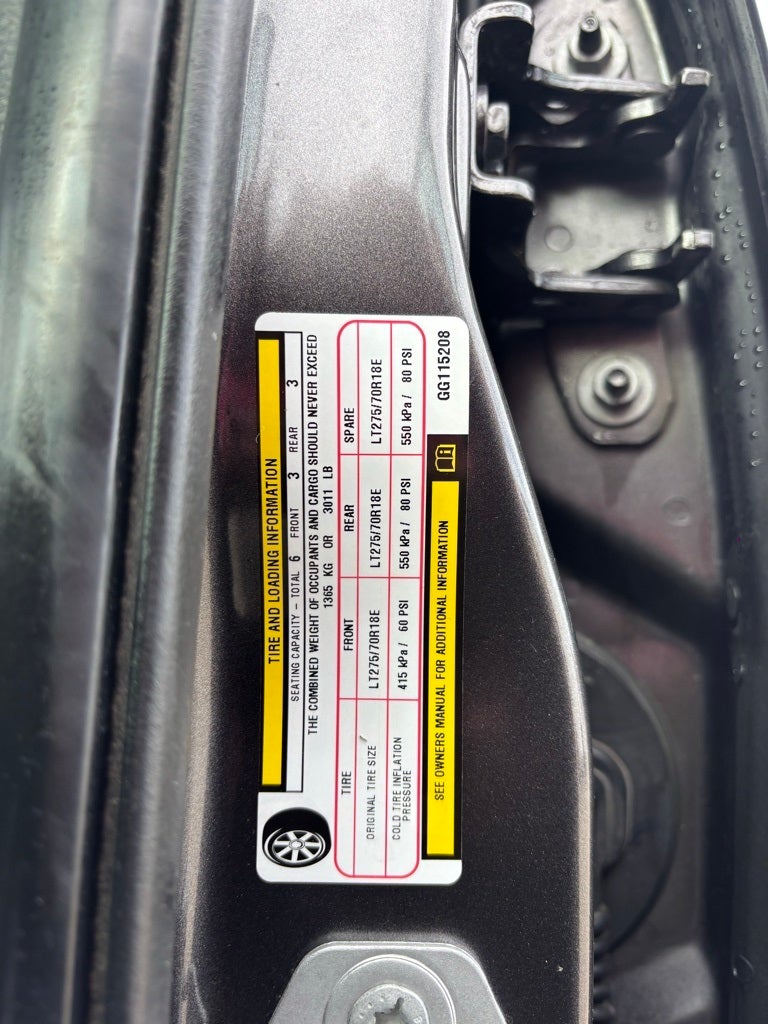 TIRE AND LOADING INFORMATION
SEATING CAPACITY - TOTAL 6 FRONT 3 REAR 3
THE COMBINED WEIGHT OF OCCUPANTS AND CARGO SHOULD NEVER EXCEED
1365 KG OR 3011 LB
TIRE FRONT REAR SPARE
ORIGINAL TIRE SIZE LT275/70R18E LT275/70R18E LT275/70R18E
COLD TIRE INFLATION
PRESSURE 415 kPa / 60 PSI 550 kPa / 80 PSI 550 kPa / 80 PSI
SEE OWNERS MANUAL FOR ADDITIONAL INFORMATION
GG115208